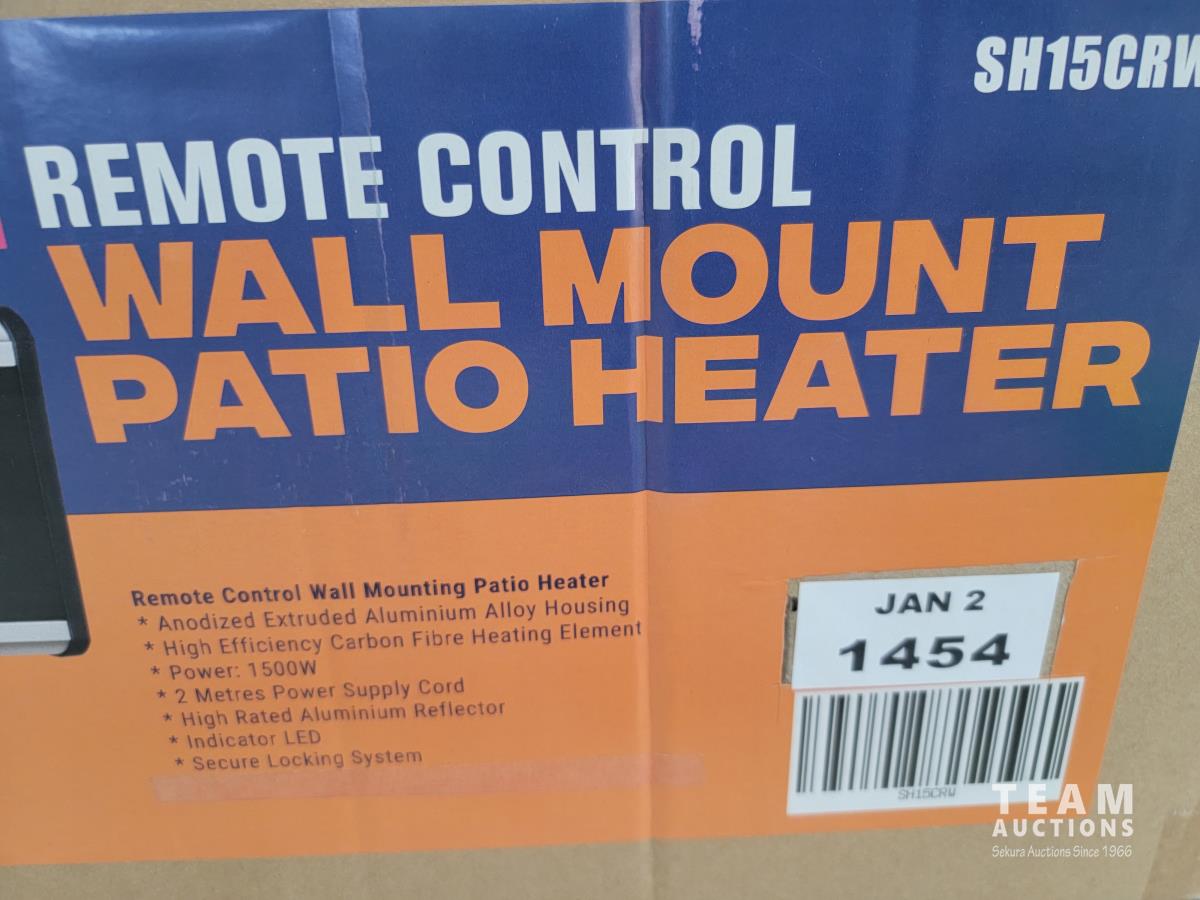 SH15CRW
REMOTE CONTROL
WALL MOUNT
PATIO HEATER
Remote Control Wall Mounting Patio Heater
* Anodized Extruded Aluminium Alloy Housing
* High Efficiency Carbon Fibre Heating Element
* Power: 1500W
* 2 Metres Power Supply Cord
* High Rated Aluminium Reflector
* Indicator LED
* Secure Locking System
JAN 2
1454
SH15CRW
TEAM
AUCTIONS
Sekura Auctions Since 1966